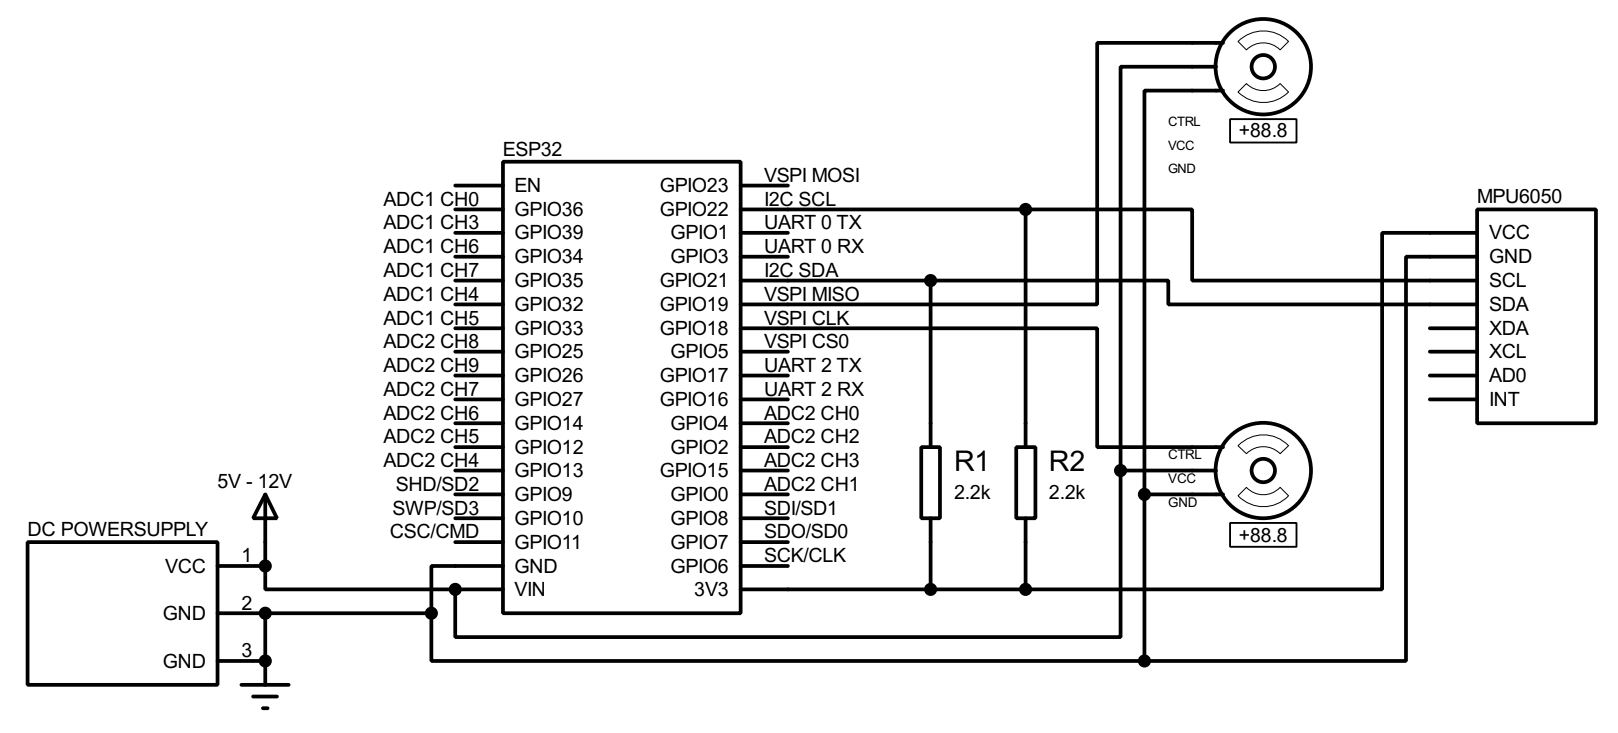 CTRL
VCC
GND
+88.8
ESP32
EN
ADC1 CH0
GPIO36
ADC1 CH3
GPIO39
ADC1 CH6
GPIO34
ADC1 CH7
GPIO35
ADC1 CH4
GPIO32
ADC1 CH5
GPIO33
ADC2 CH8
GPIO25
ADC2 CH9
GPIO26
ADC2 CH7
GPIO27
ADC2 CH6
GPIO14
ADC2 CH5
GPIO12
ADC2 CH4
GPIO13
SHD/SD2
GPIO9
SWP/SD3
GPIO10
CSC/CMD
GPIO11
GND
VIN
GPIO23
VSPI MOSI
GPIO22
I2C SCL
GPIO1
UART 0 TX
GPIO3
UART 0 RX
GPIO21
I2C SDA
GPIO19
VSPI MISO
GPIO18
VSPI CLK
GPIO5
VSPI CS0
GPIO17
UART 2 TX
GPIO16
UART 2 RX
GPIO4
ADC2 CH0
GPIO2
ADC2 CH2
GPIO15
ADC2 CH3
GPIO0
ADC2 CH1
GPIO8
SDI/SD1
GPIO7
SDO/SD0
GPIO6
SCK/CLK
3V3
MPU6050
VCC
GND
SCL
SDA
XDA
XCL
AD0
INT
R1
2.2k
R2
2.2k
CTRL
VCC
GND
+88.8
5V - 12V
DC POWERSUPPLY
VCC
1
GND
2
GND
3